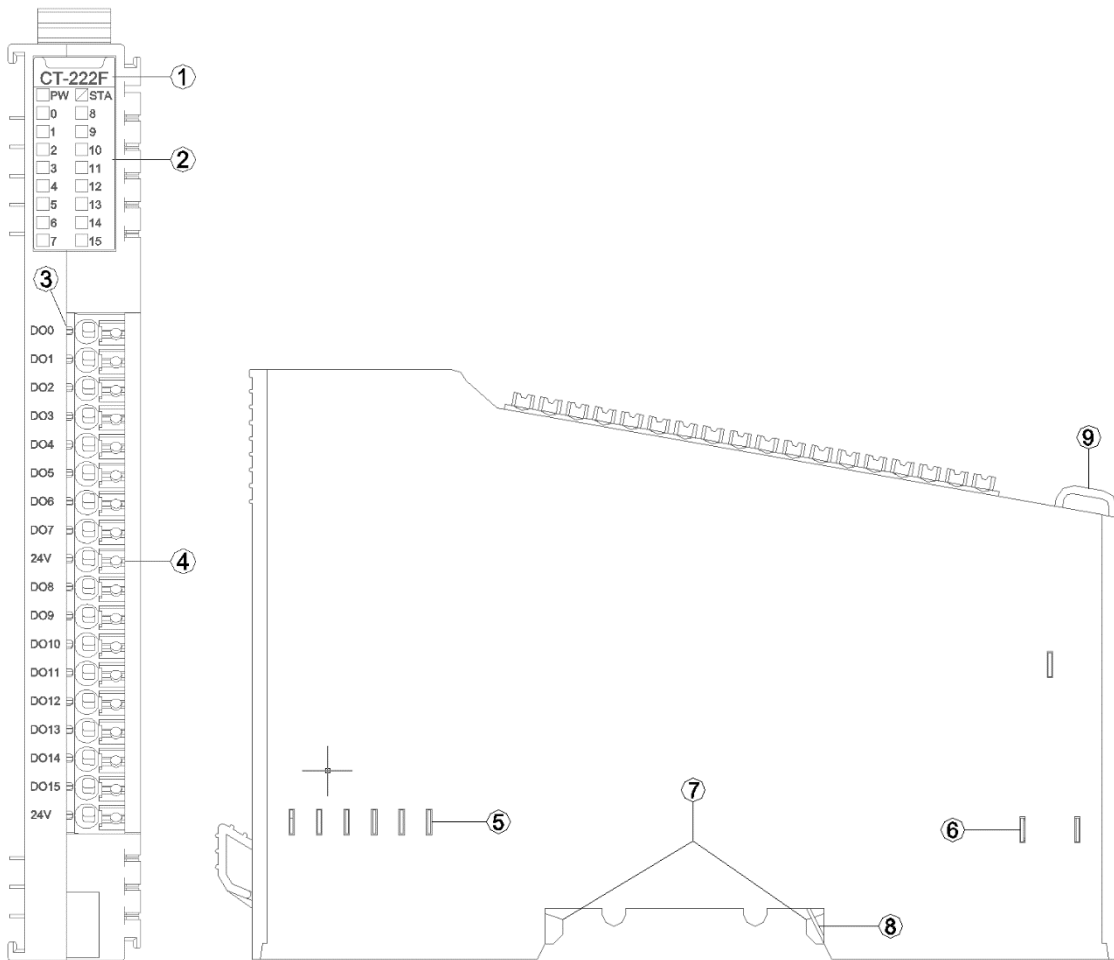 CT-222F
PW STA
0 8
1 9
2 10
3 11
4 12
5 13
6 14
7 15
1
2
3
DO0
DO1
DO2
DO3
DO4
DO5
DO6
DO7
24V
4
DO8
DO9
DO10
DO11
DO12
DO13
DO14
DO15
24V
9
7
5
6
8